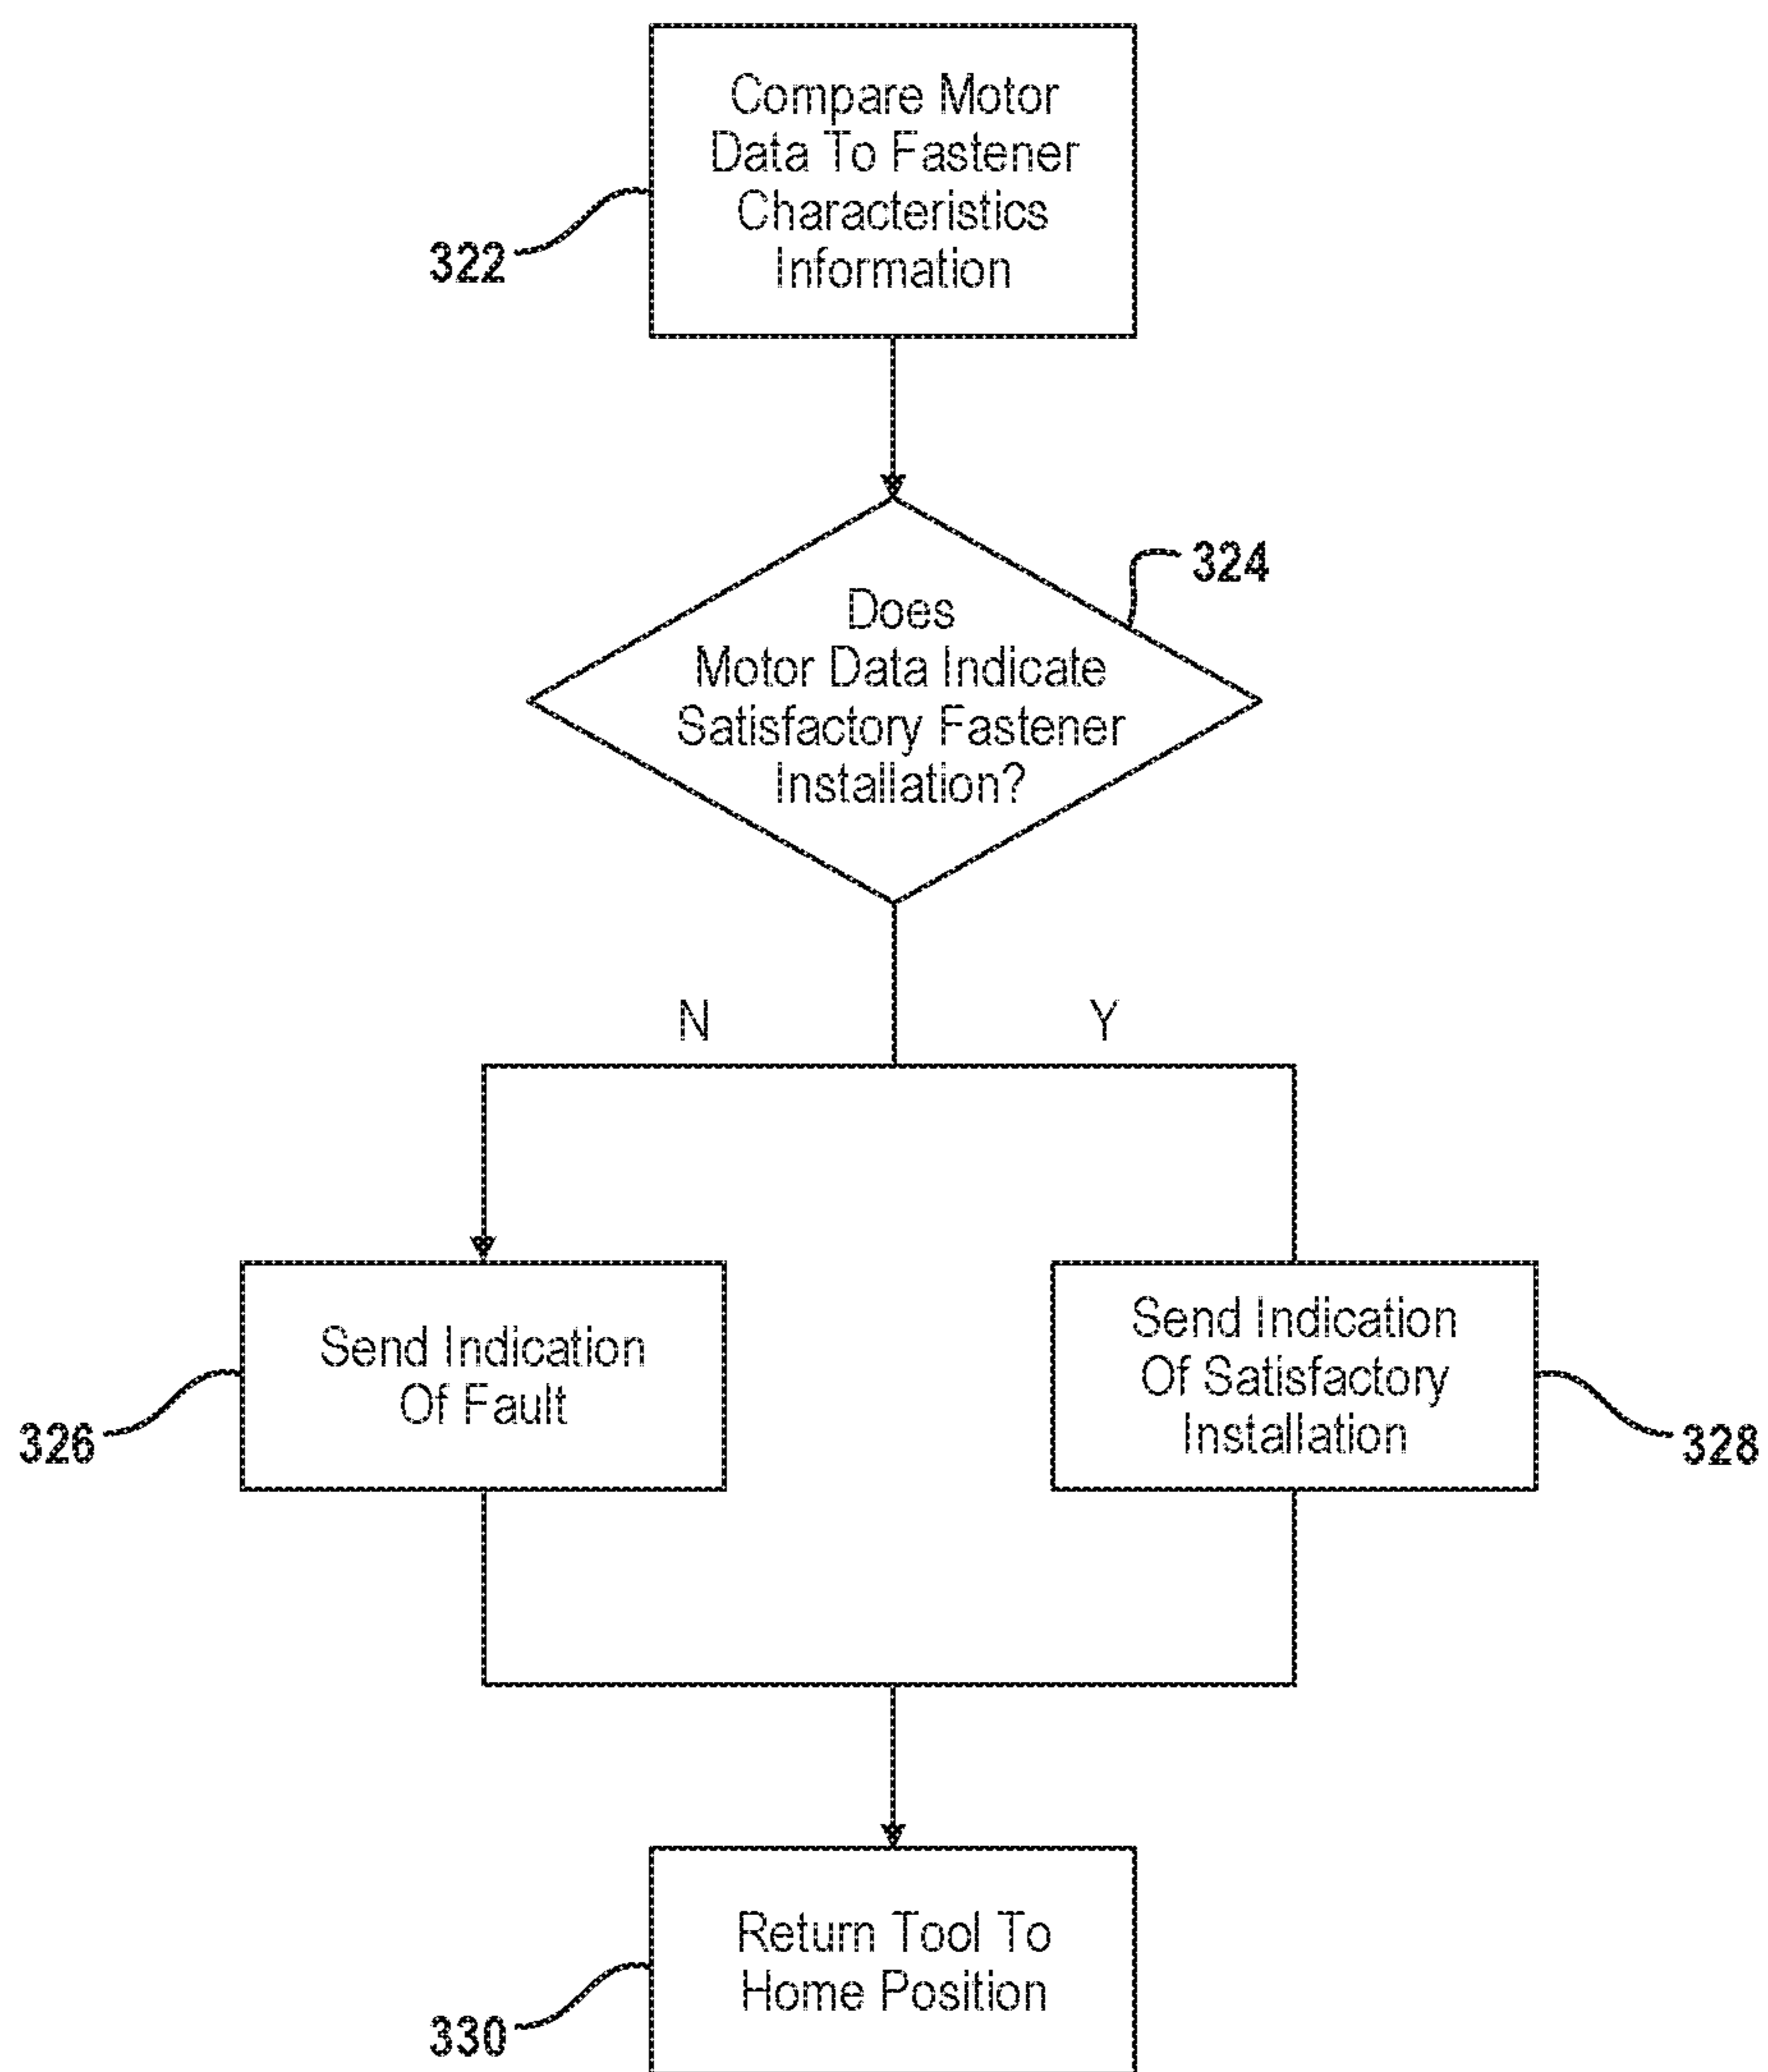 Compare Motor
Data To Fastener
Characteristics
Information
322
324
Does
Motor Data Indicate
Satisfactory Fastener
Installation?
N
Y
Send Indication
Of Fault
326
Send Indication
Of Satisfactory
Installation
328
Return Tool To
Home Position
330